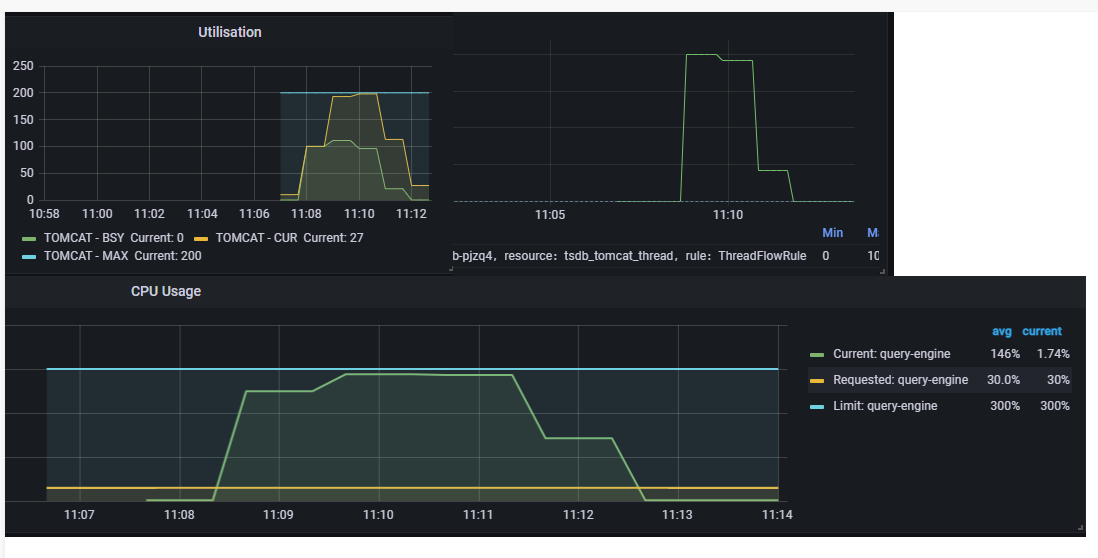 Utilisation
250
200
150
100
50
0
10:58 11:00 11:02 11:04 11:06 11:08 11:10 11:12
TOMCAT - BSY Current: 0 TOMCAT - CUR Current: 27
TOMCAT - MAX Current: 200
11:05 11:10
Min
b-pjzq4, resource: tsdb_tomcat_thread, rule: ThreadFlowRule 0 10
CPU Usage
11:07 11:08 11:09 11:10 11:11 11:12 11:13 11:14
avg current
Current: query-engine 146% 1.74%
Requested: query-engine 30.0% 30%
Limit: query-engine 300% 300%